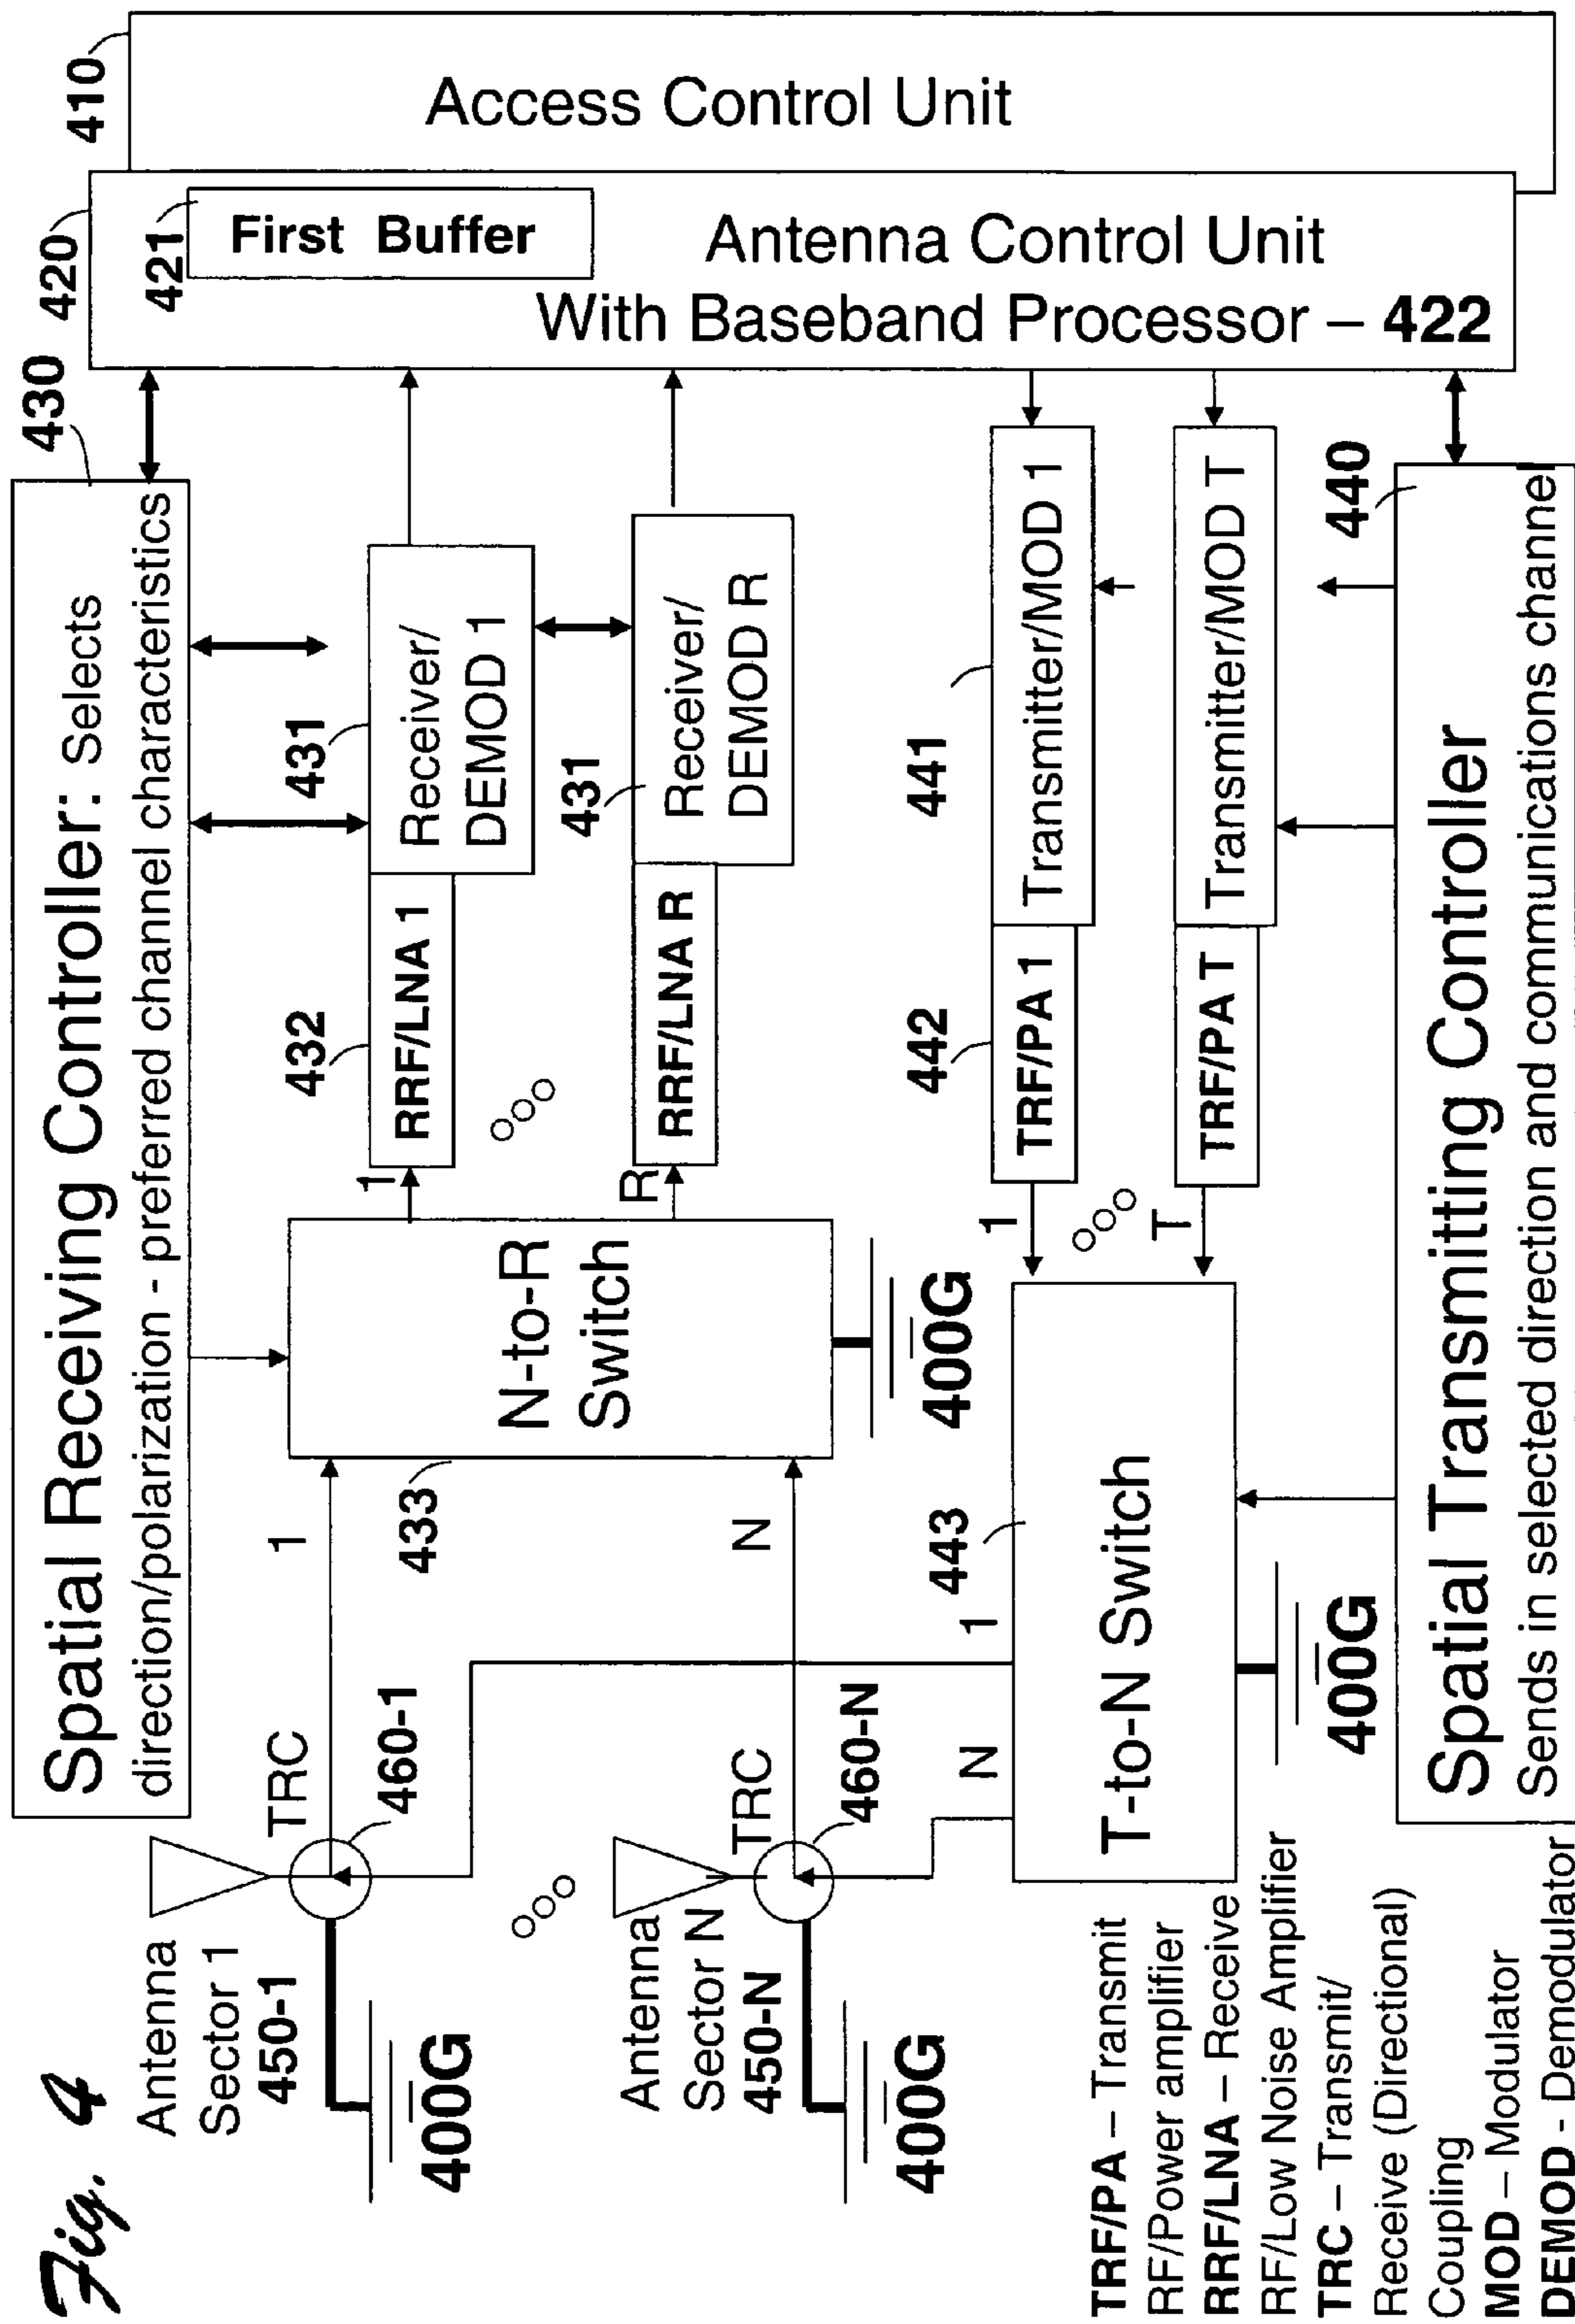 Fig. 4
Spatial Receiving Controller: Selects
direction/polarization - preferred channel characteristics
430
420
410
Access Control Unit
421
First Buffer
Antenna Control Unit
With Baseband Processor – 422
Antenna
Sector 1
450-1
TRC
460-1
400G
1
433
N-to-R
Switch
400G
1
R
432
RRF/LNA 1
431
Receiver/
DEMOD 1
RRF/LNA R
431
Receiver/
DEMOD R
Antenna
Sector N
450-N
TRC
460-N
400G
N
N
1
443
T-to-N Switch
400G
1
T
442
TRF/PA 1
441
Transmitter/MOD 1
TRF/PA T
Transmitter/MOD T
440
Spatial Transmitting Controller
Sends in selected direction and communications channel
TRF/PA – Transmit
RF/Power amplifier
RRF/LNA – Receive
RF/Low Noise Amplifier
TRC – Transmit/
Receive (Directional)
Coupling
MOD – Modulator
DEMOD - Demodulator